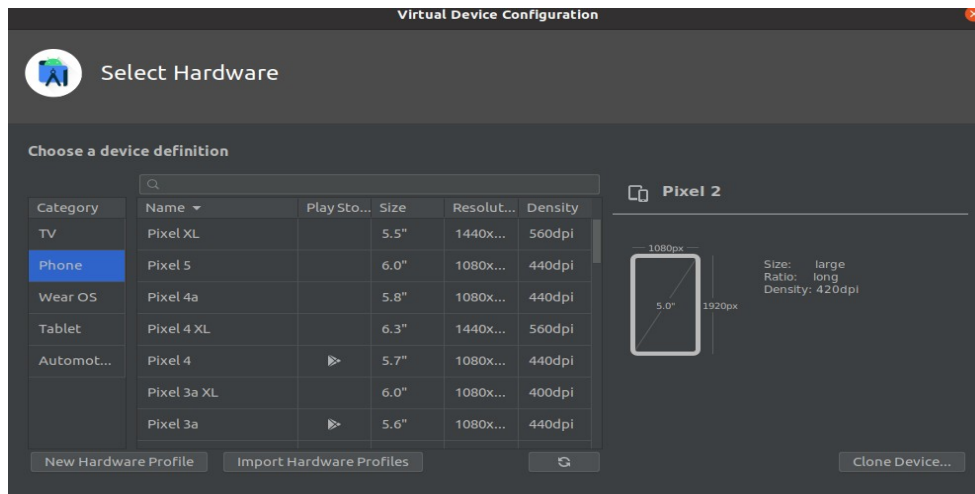 Virtual Device Configuration
Select Hardware
Choose a device definition
Category
TV
Phone
Wear OS
Tablet
Automot...
Name Play Sto... Size Resolut... Density
Pixel XL 5.5" 1440x... 560dpi
Pixel 5 6.0" 1080x... 440dpi
Pixel 4a 5.8" 1080x... 440dpi
Pixel 4 XL 6.3" 1440x... 560dpi
Pixel 4 5.7" 1080x... 440dpi
Pixel 3a XL 6.0" 1080x... 400dpi
Pixel 3a 5.6" 1080x... 440dpi
Pixel 2
1080px
5.0"
1920px
Size: large
Ratio: long
Density: 420dpi
New Hardware Profile
Import Hardware Profiles
Clone Device...